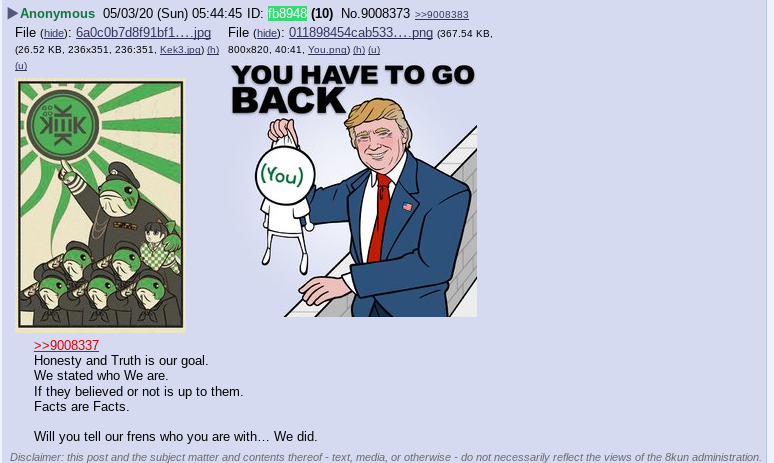 ▶Anonymous 05/03/20 (Sun) 05:44:45 ID: fb8948 (10) No.9008373 >>9008383
File (hide): 6a0c0b7d8f91bf1….jpg
(26.52 KB, 236x351, 236:351, Kek3.jpg) (h)
(u)
File (hide): 011898454cab533….png (367.54 KB,
800x820, 40:41, You.png) (h) (u)
KEK
YOU HAVE TO GO
BACK
(You)
>>9008337
Honesty and Truth is our goal.
We stated who We are.
If they believed or not is up to them.
Facts are Facts.
Will you tell our frens who you are with… We did.
Disclaimer: this post and the subject matter and contents thereof - text, media, or otherwise - do not necessarily reflect the views of the 8kun administration.